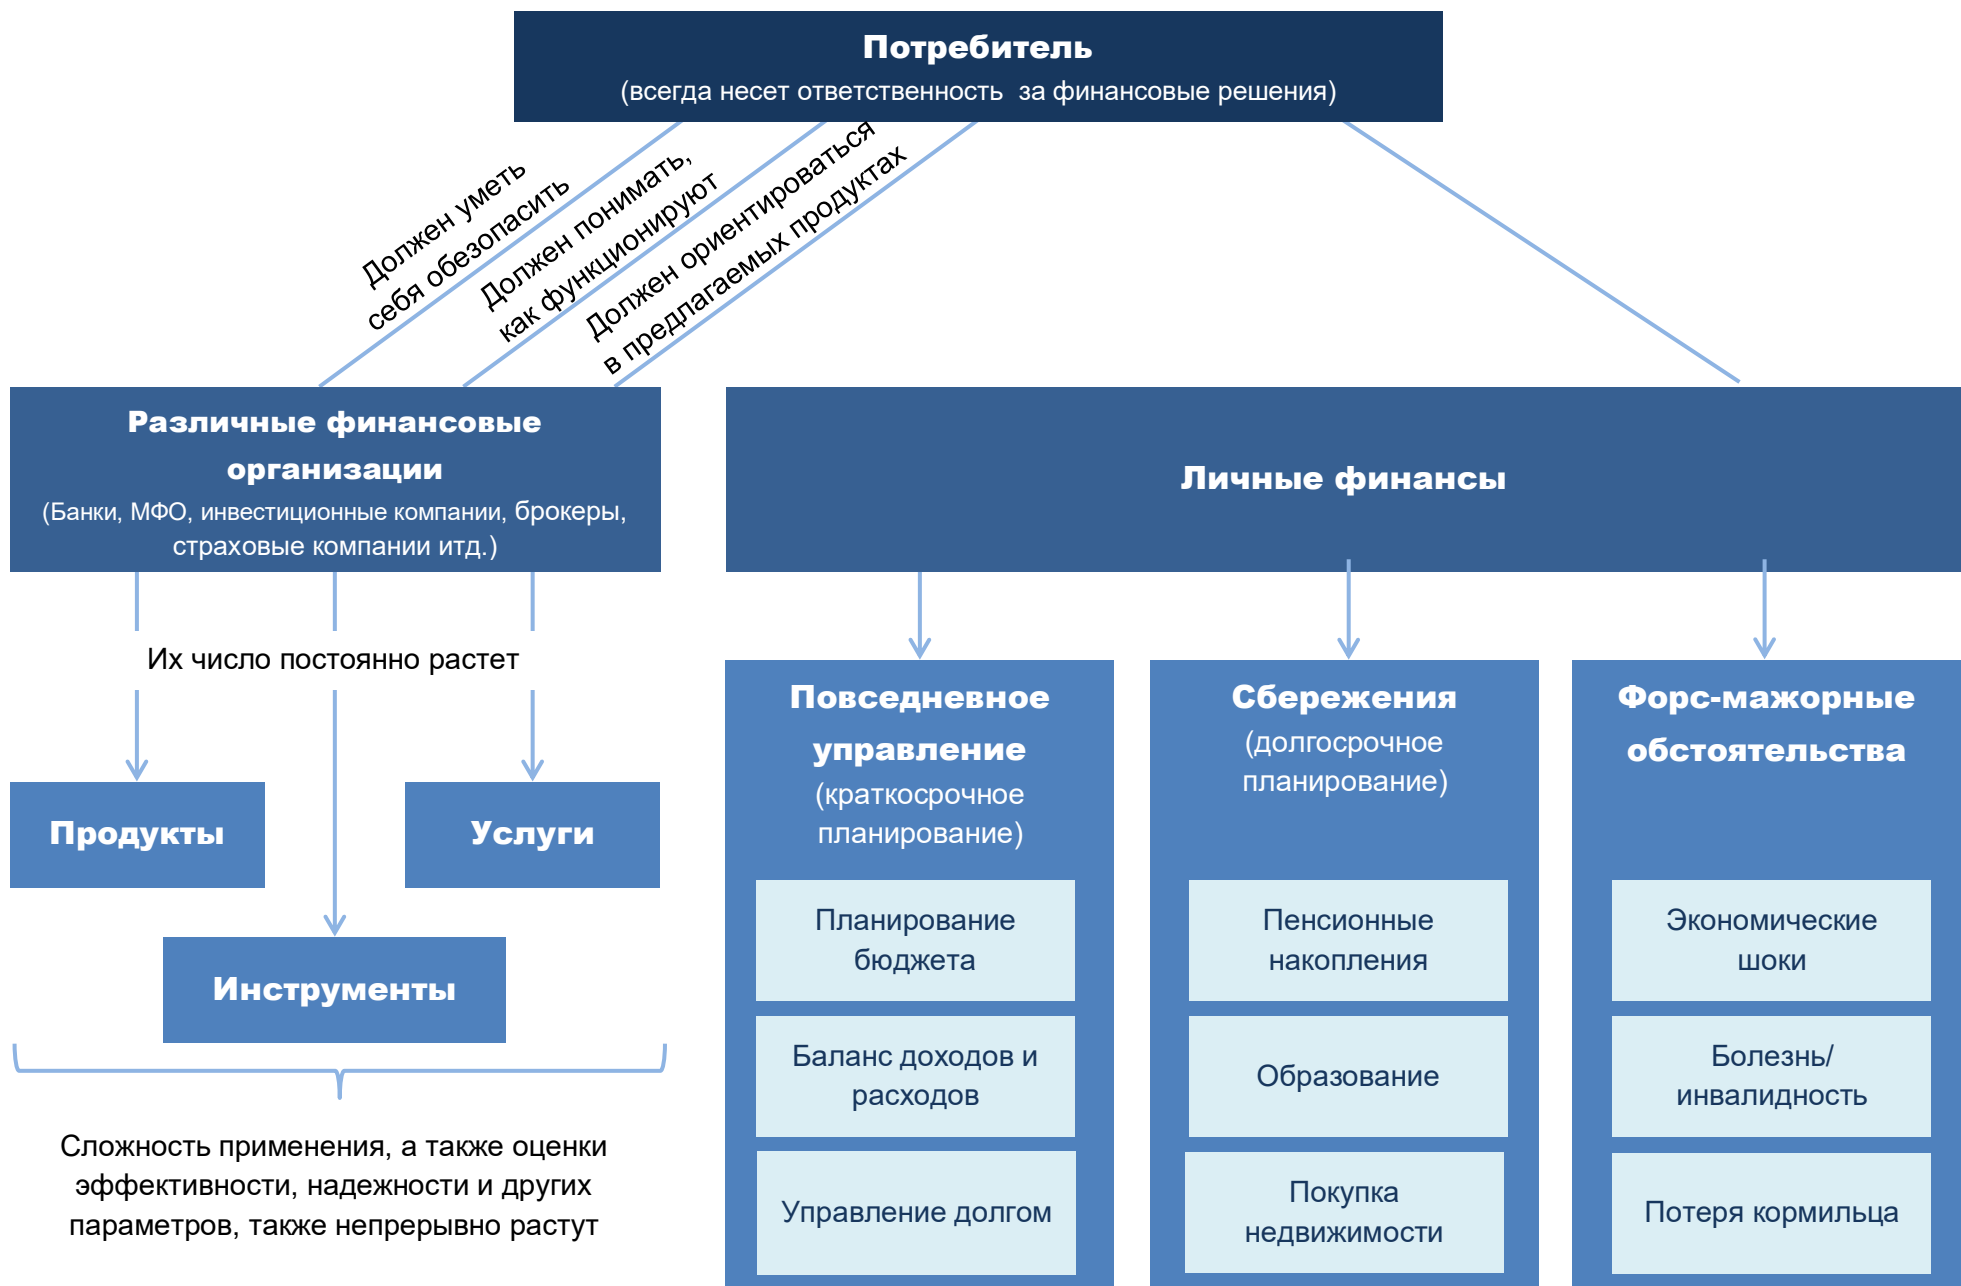 Потребитель
(всегда несет ответственность за финансовые решения)
Должен уметь
себя обезопасить
Должен понимать,
как функционируют
Должен ориентироваться
в предлагаемых продуктах
Различные финансовые
организации
(Банки, МФО, инвестиционные компании, брокеры,
страховые компании итд.)
Личные финансы
Их число постоянно растет
Продукты
Услуги
Инструменты
Сложность применения, а также оценки
эффективности, надежности и других
параметров, также непрерывно растут
Повседневное
управление
(краткосрочное
планирование)
Планирование
бюджета
Баланс доходов и
расходов
Управление долгом
Сбережения
(долгосрочное
планирование)
Пенсионные
накопления
Образование
Покупка
недвижимости
Форс-мажорные
обстоятельства
Экономические
шоки
Болезнь/
инвалидность
Потеря кормильца